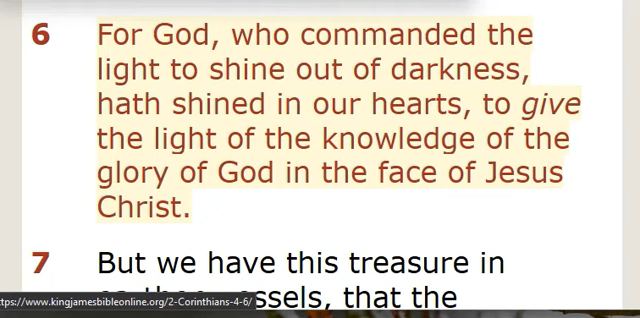 6 For God, who commanded the
light to shine out of darkness,
hath shined in our hearts, to give
the light of the knowledge of the
glory of God in the face of Jesus
Christ.
7 But we have this treasure in
ssels, that the
ttps://www.kingjamesbibleonline.org/2-Corinthians-4-6/